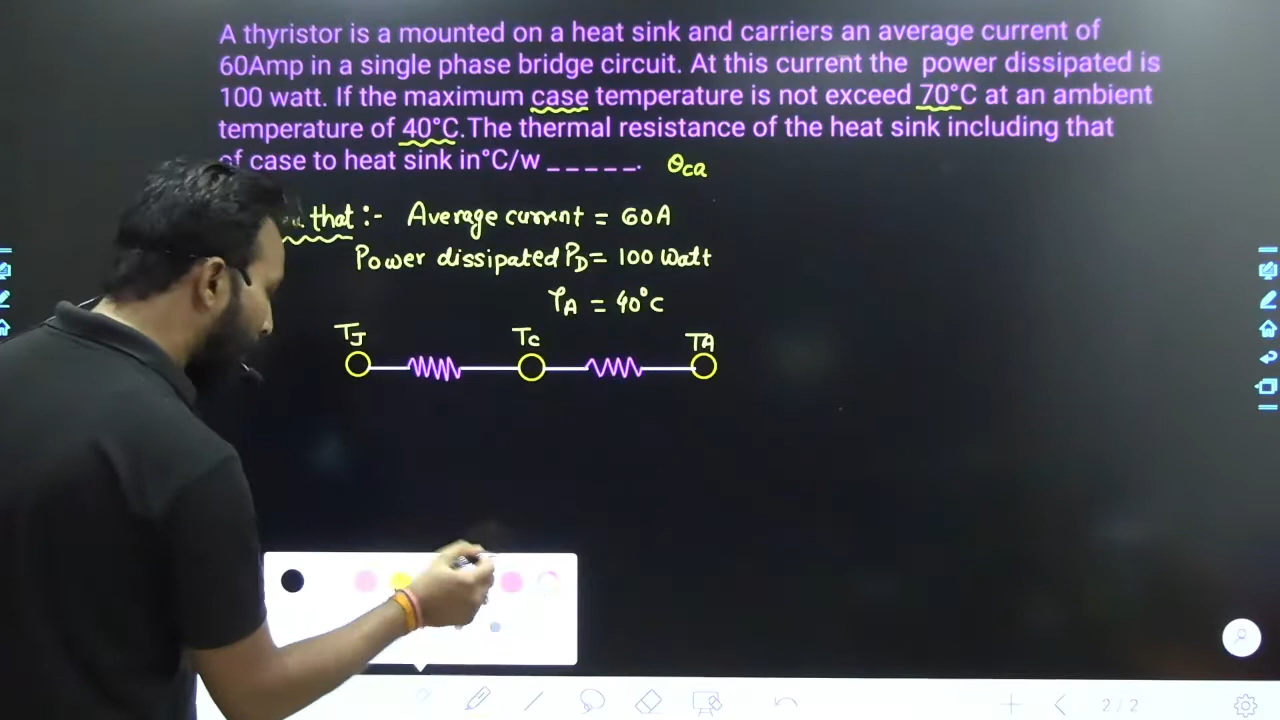 A thyristor is a mounted on a heat sink and carriers an average current of
60Amp in a single phase bridge circuit. At this current the power dissipated is
100 watt. If the maximum case temperature is not exceed 70°C at an ambient
temperature of 40°C.The thermal resistance of the heat sink including that
of case to heat sink in°C/w _ _ _ _ _. θca
that :- Average current = 60A
Power dissipated PD = 100 Watt
TA = 40°C
TJ TC TA
2 / 2